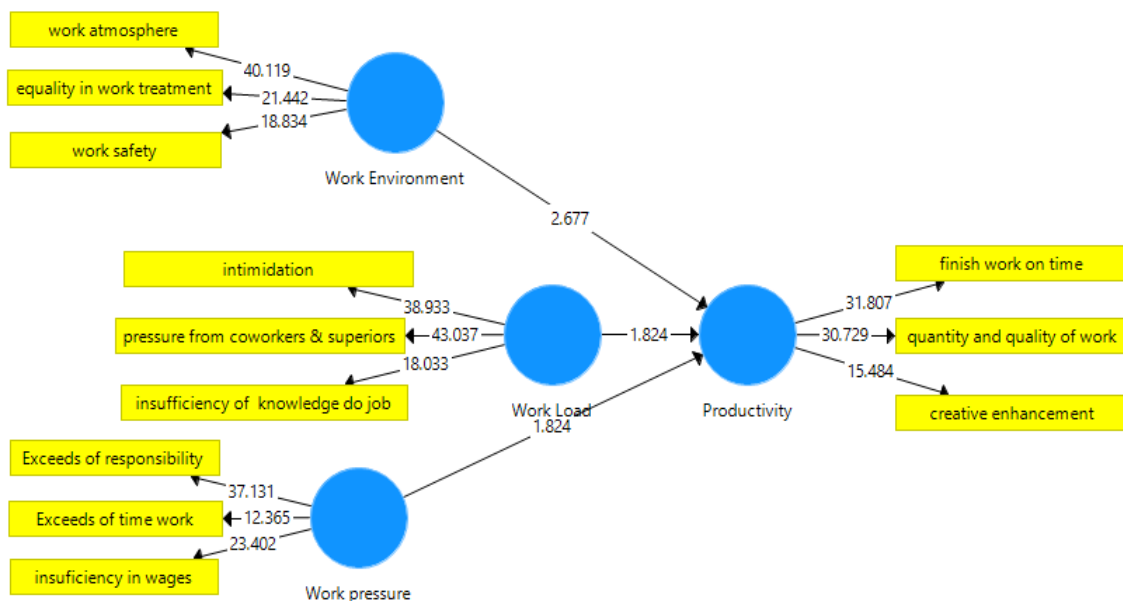 work atmosphere
40.119
equality in work treatment
21.442
18.834
work safety
Work Environment
2.677
intimidation
38.933
pressure from coworkers & superiors
43.037
18.033
insufficiency of knowledge do job
Work Load
1.824
Productivity
finish work on time
31.807
30.729
quantity and quality of work
15.484
creative enhancement
1.824
Exceeds of responsibility
37.131
Exceeds of time work
12.365
23.402
insuficiency in wages
Work pressure